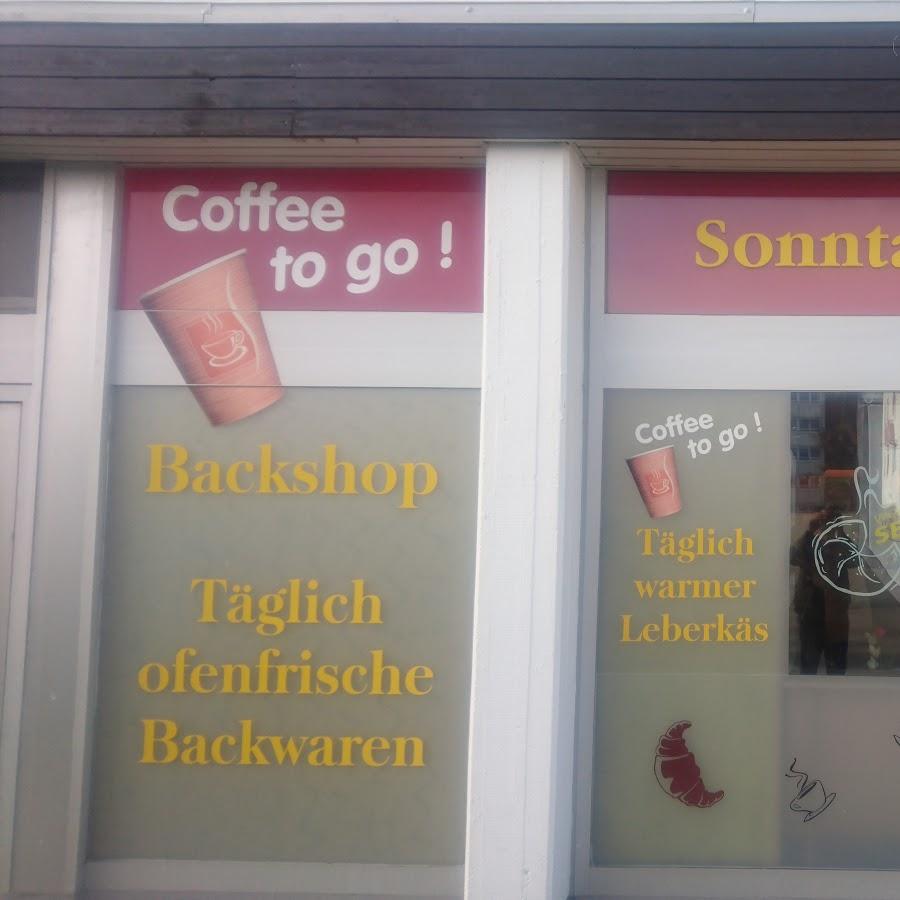 Coffee
to go !
Backshop
Täglich
ofenfrische
Backwaren
Sonnta
Coffee
to go !
Täglich
warmer
Leberkäs